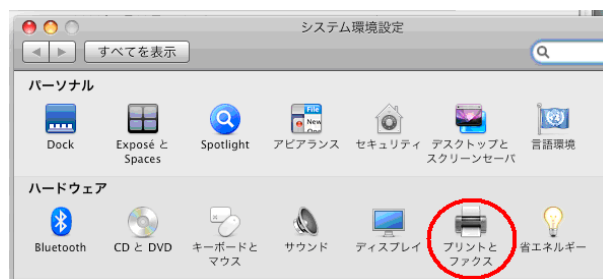 システム環境設定
すべてを表示
パーソナル
Dock
Exposé と
Spaces
Spotlight
アピアランス
セキュリティ
デスクトップと
スクリーンセーバ
言語環境
ハードウェア
Bluetooth
CD と DVD
キーボードと
マウス
サウンド
ディスプレイ
プリントと
ファクス
省エネルギー